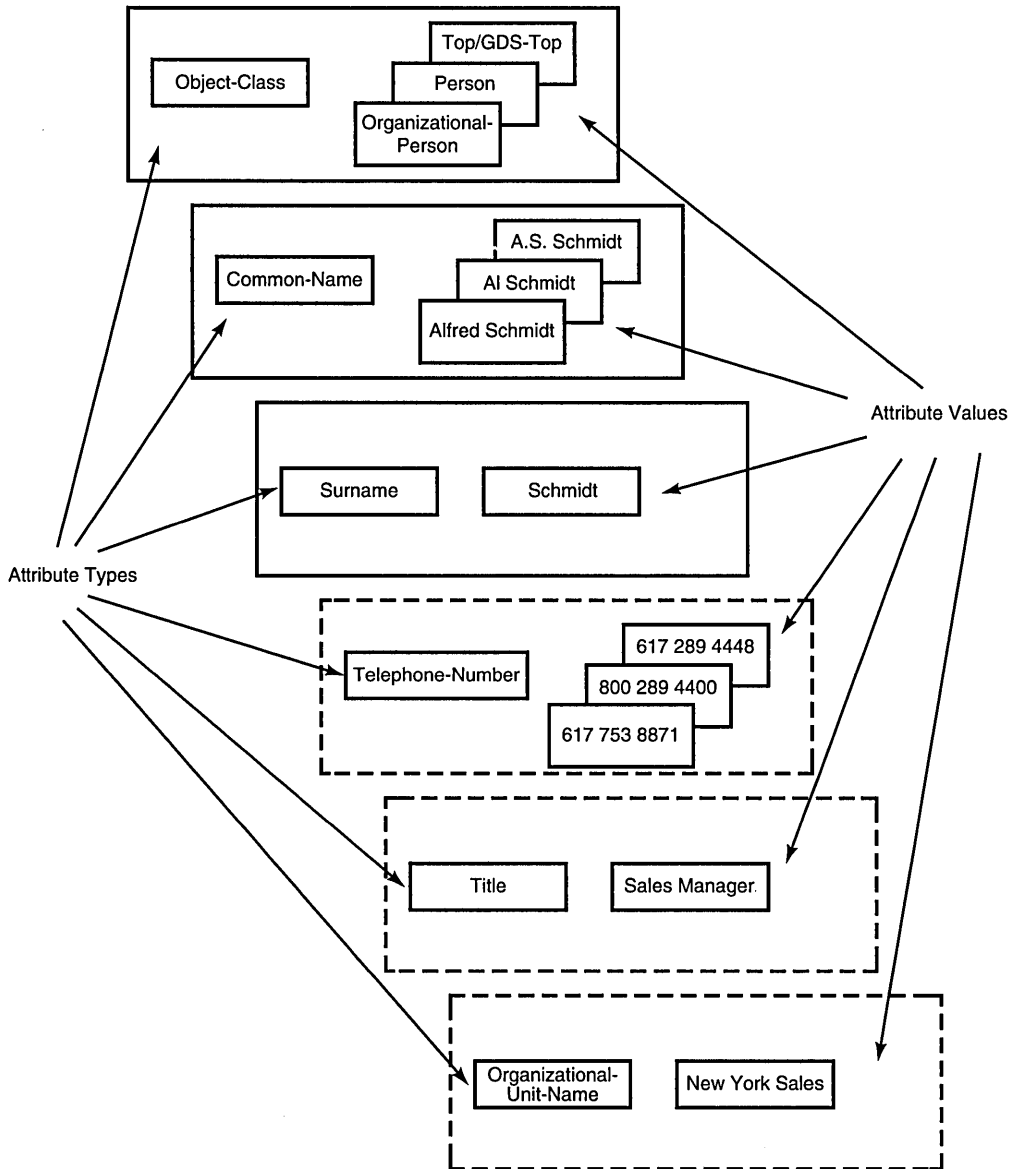 Top/GDS-Top
Object-Class
Person
Organizational-
Person
A.S. Schmidt
Common-Name
Al Schmidt
Alfred Schmidt
Attribute Values
Surname
Schmidt
Attribute Types
617 289 4448
Telephone-Number
800 289 4400
617 753 8871
Title
Sales Manager
Organizational-
Unit-Name
New York Sales